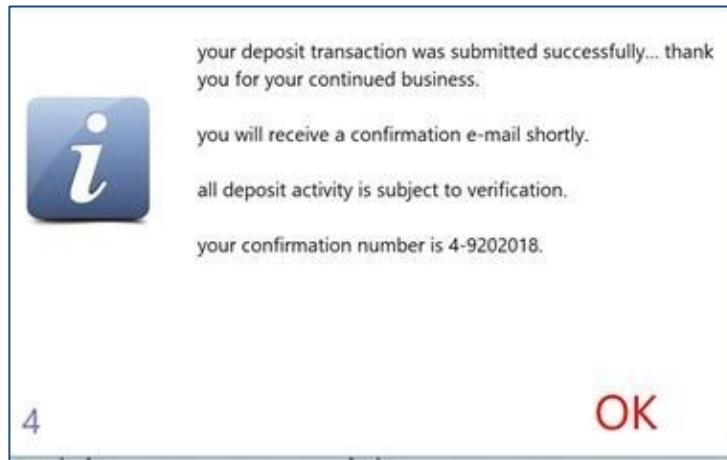 your deposit transaction was submitted successfully... thank
you for your continued business.
you will receive a confirmation e-mail shortly.
all deposit activity is subject to verification.
your confirmation number is 4-9202018.
4
OK